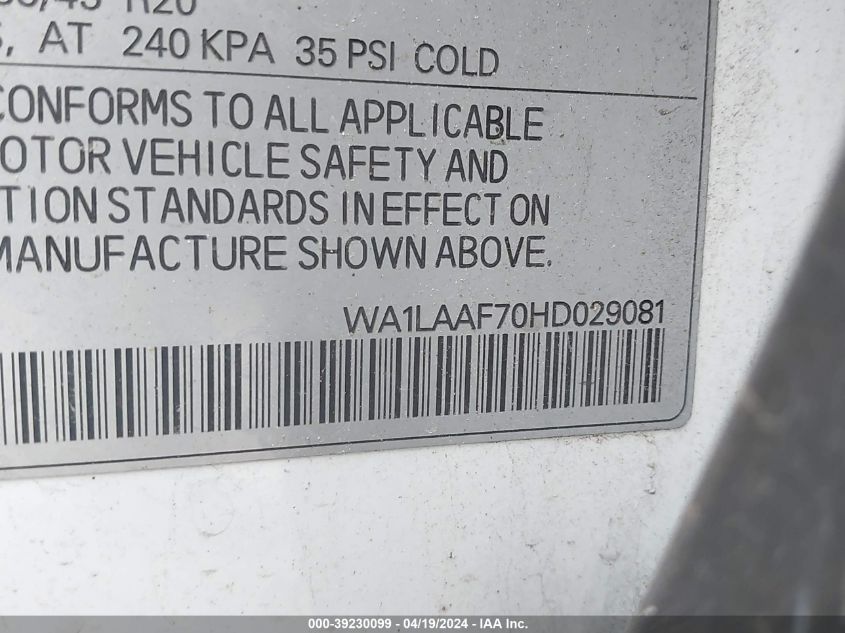 R20
AT 240 KPA 35 PSI COLD
CONFORMS TO ALL APPLICABLE
OTOR VEHICLE SAFETY AND
TION STANDARDS IN EFFECT ON
MANUFACTURE SHOWN ABOVE.
WA1LAAF70HD029081
000-39230099 - 04/19/2024 - IAA Inc.